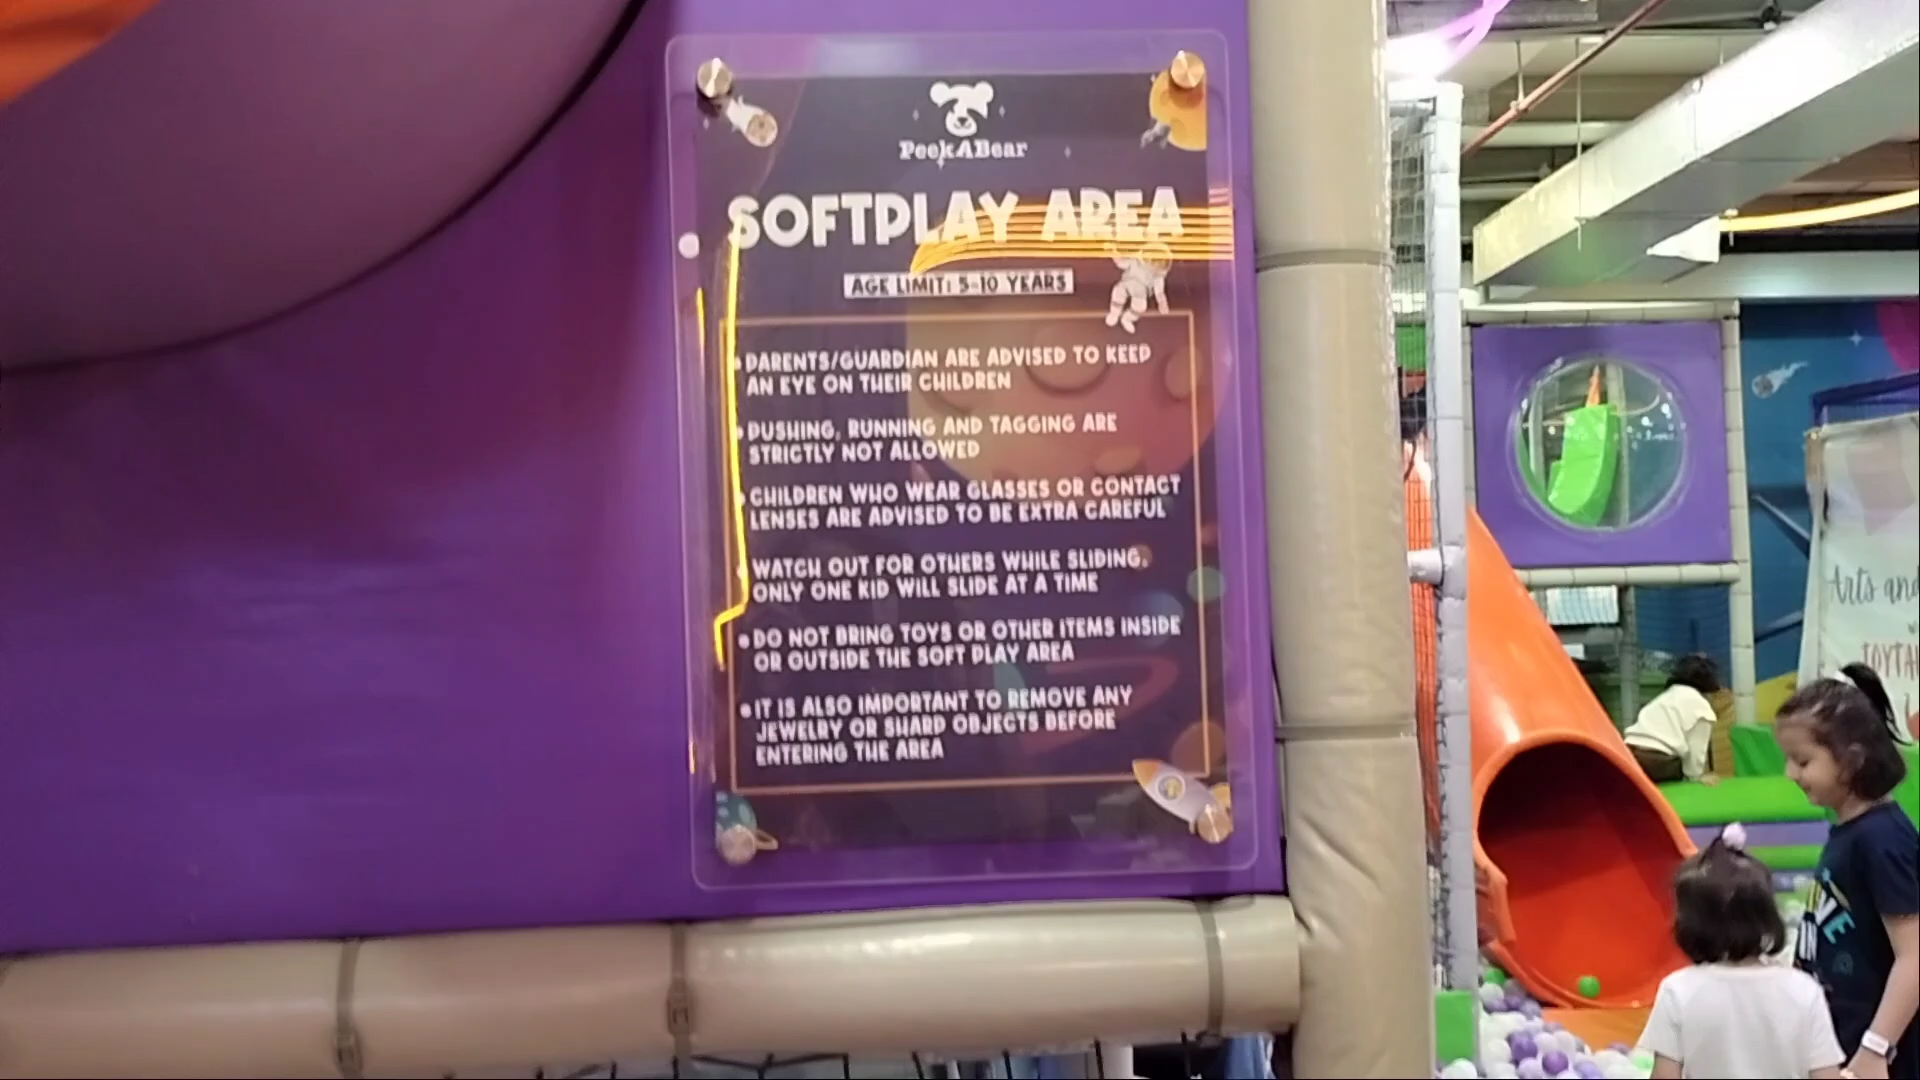 PeekABear
SOFTPLAY AREA
AGE LIMIT: 5-10 YEARS
• PARENTS/GUARDIAN ARE ADVISED TO KEEP
AN EYE ON THEIR CHILDREN
• PUSHING, RUNNING AND TAGGING ARE
STRICTLY NOT ALLOWED
• CHILDREN WHO WEAR GLASSES OR CONTACT
LENSES ARE ADVISED TO BE EXTRA CAREFUL
• WATCH OUT FOR OTHERS WHILE SLIDING.
ONLY ONE KID WILL SLIDE AT A TIME
• DO NOT BRING TOYS OR OTHER ITEMS INSIDE
OR OUTSIDE THE SOFT PLAY AREA
• IT IS ALSO IMPORTANT TO REMOVE ANY
JEWELRY OR SHARP OBJECTS BEFORE
ENTERING THE AREA
Arts and